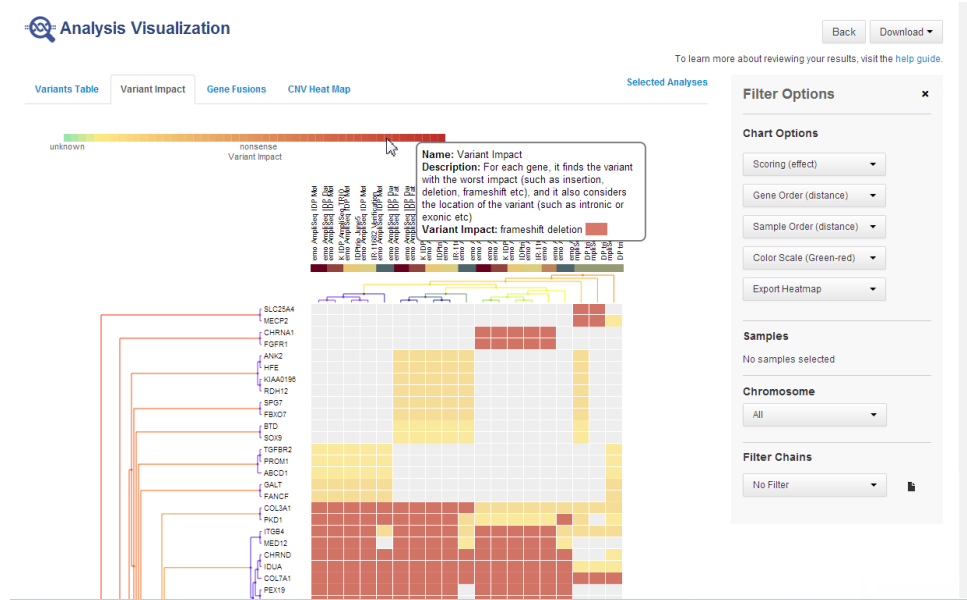 Analysis Visualization
Back
Download
To learn more about reviewing your results, visit the help guide.
Variants Table
Variant Impact
Gene Fusions
CNV Heat Map
Selected Analyses
unknown
nonsense
Variant Impact
Name: Variant Impact
Description: For each gene, it finds the variant
with the worst impact (such as insertion,
deletion, frameshift etc), and it also considers
the location of the variant (such as intronic or
exonic etc)
Variant Impact: frameshift deletion
SLC25A4
MECP2
CHRNA1
FGFR1
ANK2
HFE
KIAA0196
RDH12
SPG7
FBXO7
BTD
SOX9
TGFBR2
PROM1
ABCD1
GALT
FANCF
COL3A1
PKD1
ITGB4
MED12
CHRND
IDUA
COL7A1
PEX19
Filter Options
×
Chart Options
Scoring (effect)
Gene Order (distance)
Sample Order (distance)
Color Scale (Green-red)
Export Heatmap
Samples
No samples selected
Chromosome
All
Filter Chains
No Filter